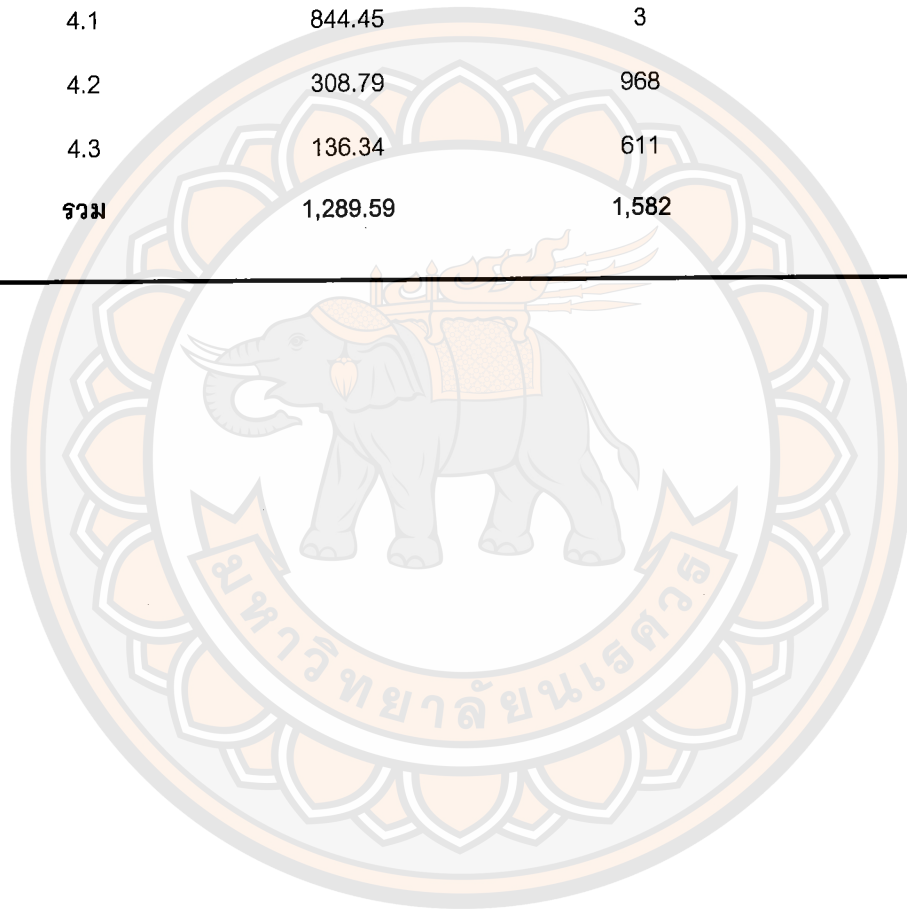 4.1 844.45 3
4.2 308.79 968
4.3 136.34 611
รวม 1,289.59 1,582
มหาวิทยาลัยนเรศวร